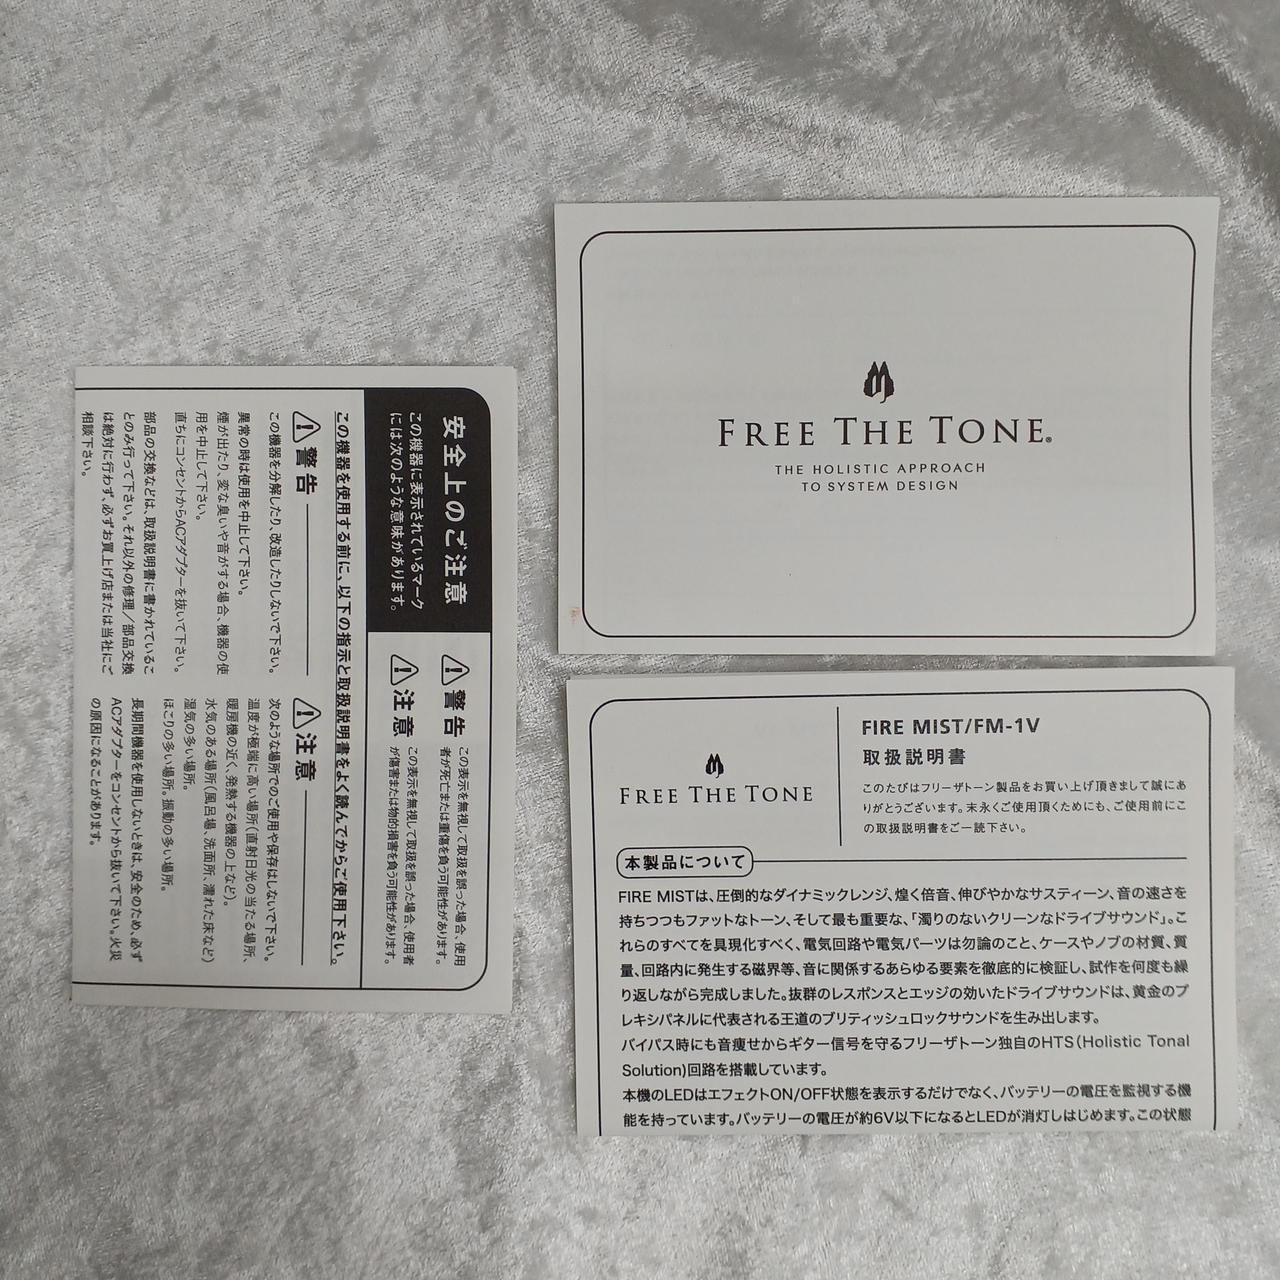 FREE THE TONE®
THE HOLISTIC APPROACH
TO SYSTEM DESIGN
FREE THE TONE
FIRE MIST/FM-1V
取扱説明書
このたびはフリーザトーン製品をお買い上げ頂きまして誠にあ
りがとうございます。末永くご使用頂くためにも、ご使用前にこ
の取扱説明書をご一読下さい。
本製品について
FIRE MISTは、圧倒的なダイナミックレンジ、煌く倍音、伸びやかなサスティーン、音の速さを
持ちつつもファットなトーン、そして最も重要な、「濁りのないクリーンなドライブサウンド」。こ
れらのすべてを具現化すべく、電気回路や電気パーツは勿論のこと、ケースやノブの材質、質
量、回路内に発生する磁界等、音に関係するあらゆる要素を徹底的に検証し、試作を何度も繰
り返しながら完成しました。抜群のレスポンスとエッジの効いたドライブサウンドは、黄金のプ
レキシパネルに代表される王道のブリティッシュロックサウンドを生み出します。
バイパス時にも音痩せからギター信号を守るフリーザトーン独自のHTS(Holistic Tonal
Solution)回路を搭載しています。
本機のLEDはエフェクトON/OFF状態を表示するだけでなく、バッテリーの電圧を監視する機
能を持っています。バッテリーの電圧が約6V以下になるとLEDが消灯しはじめます。この状態
安全上のご注意
この機器に表示されているマーク
には次のような意味があります。
警告
この表示を無視して取扱を誤った場合、使用
者が死亡または重傷を負う可能性があります。
注意
この表示を無視して取扱を誤った場合、使用者
が傷害または物的損害を負う可能性があります。
この機器を使用する前に、以下の指示と取扱説明書をよく読んでからご使用下さい。
警告
この機器を分解したり、改造したりしないで下さい。
異常の時は使用を中止して下さい。
煙が出たり、変な臭いや音がする場合、機器の使
用を中止して下さい。
直ちにコンセントからACアダプターを抜いて下さい。
部品の交換などは、取扱説明書に書かれているこ
とのみ行って下さい。それ以外の修理／部品交換
は絶対に行わず、必ずお買上げ店または当社にご
相談下さい。
注意
次のような場所でのご使用や保存はしないで下さい。
温度が極端に高い場所(直射日光の当たる場所、
暖房機の近く、発熱する機器の上など)。
水気のある場所(風呂場、洗面所、濡れた床など)
湿気の多い場所。
ほこりの多い場所。振動の多い場所。
長期間機器を使用しないときは、安全のため、必ず
ACアダプターをコンセントから抜いて下さい。火災
の原因になることがあります。